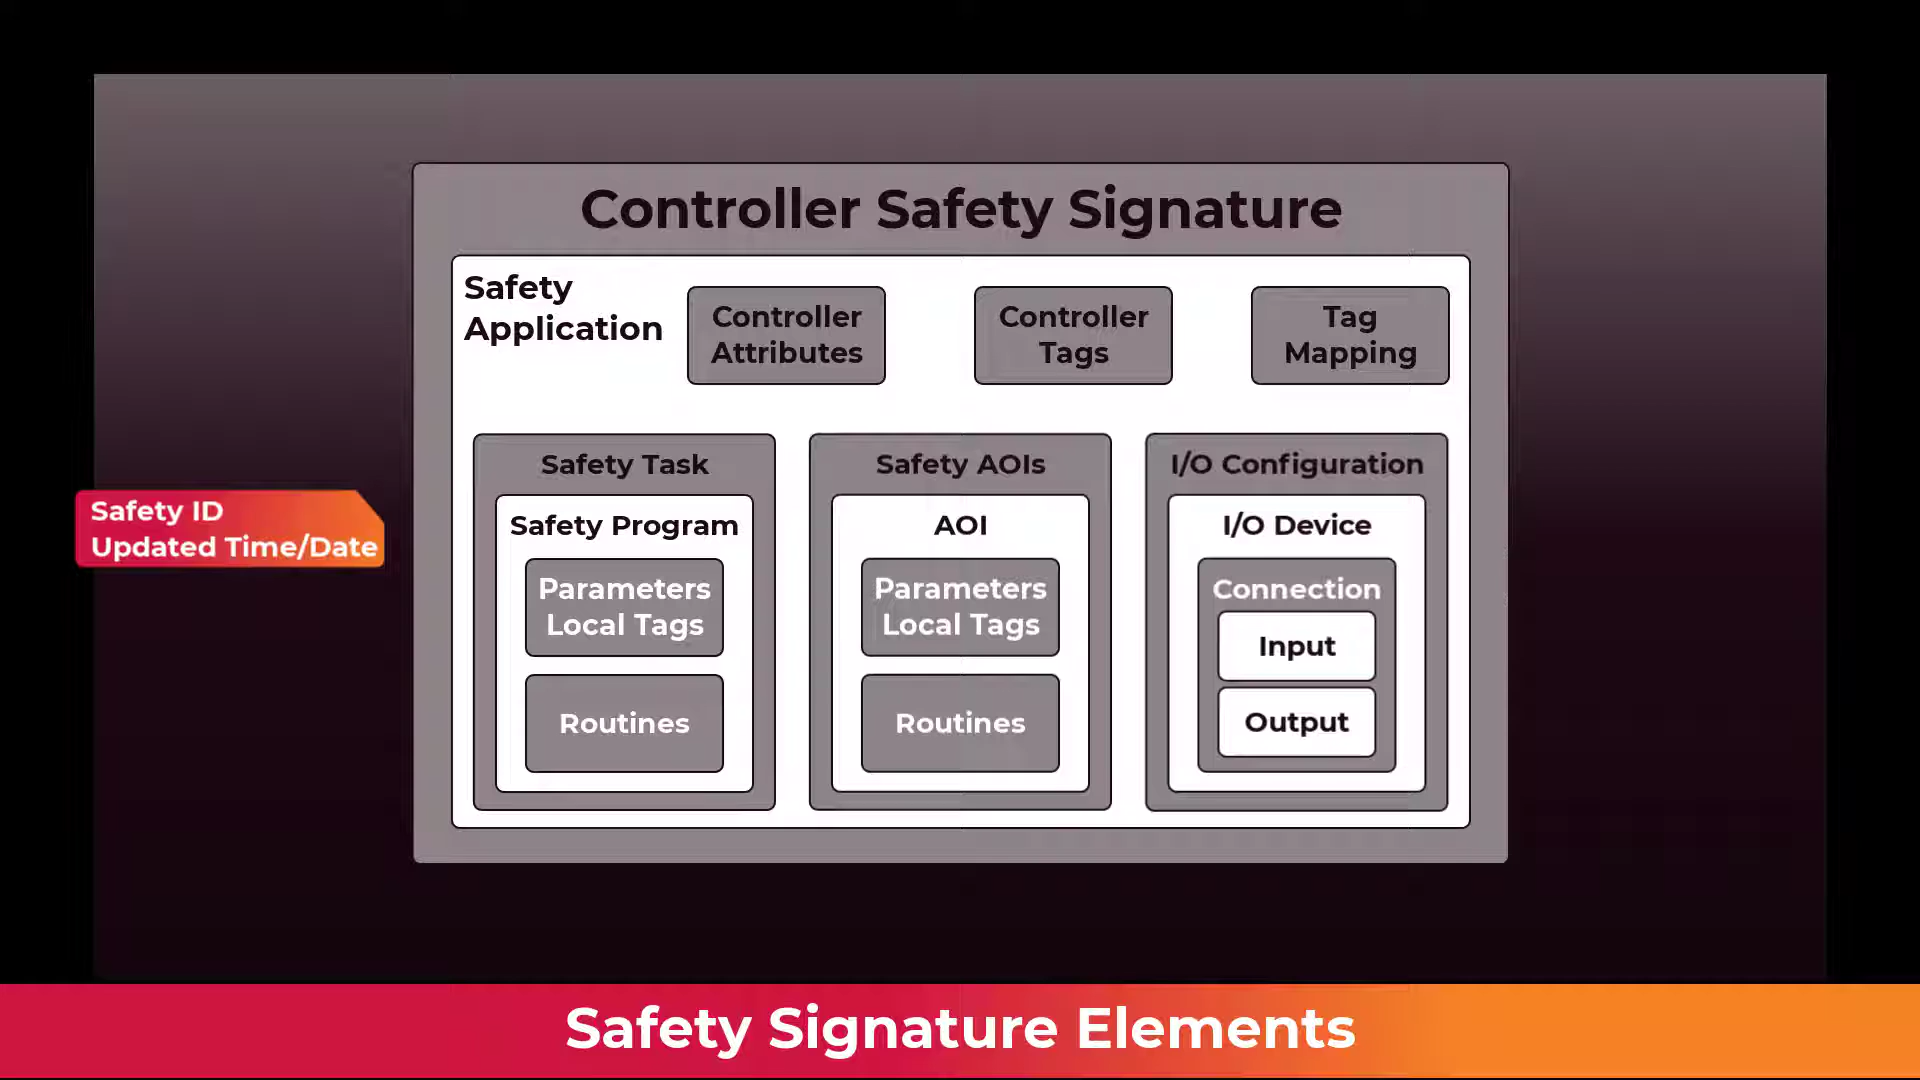 Controller Safety Signature
Safety
Application
Controller
Attributes
Controller
Tags
Tag
Mapping
Safety Task
Safety Program
Parameters
Local Tags
Routines
Safety AOIs
AOI
Parameters
Local Tags
Routines
I/O Configuration
I/O Device
Connection
Input
Output
Safety ID
Updated Time/Date
Safety Signature Elements